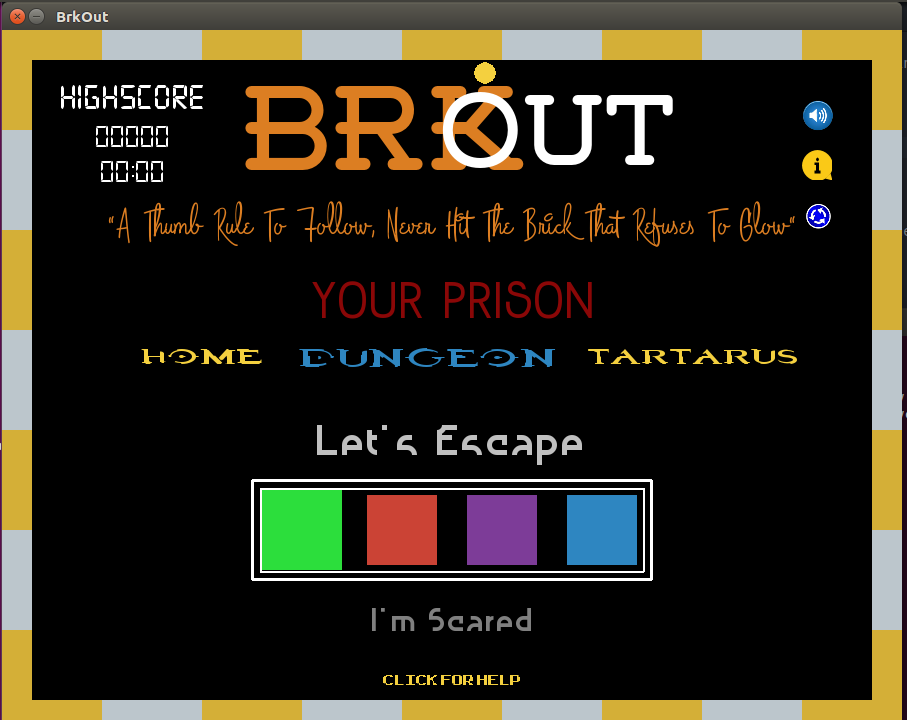 BrkOut
HIGHSCORE
00000
00:00
BRKOUT
"A Thumb Rule To Follow, Never Hit The Brick That Refuses To Glow"
YOUR PRISON
HOME DUNGEON TARTARUS
Let's Escape
I'm Scared
CLICK FOR HELP